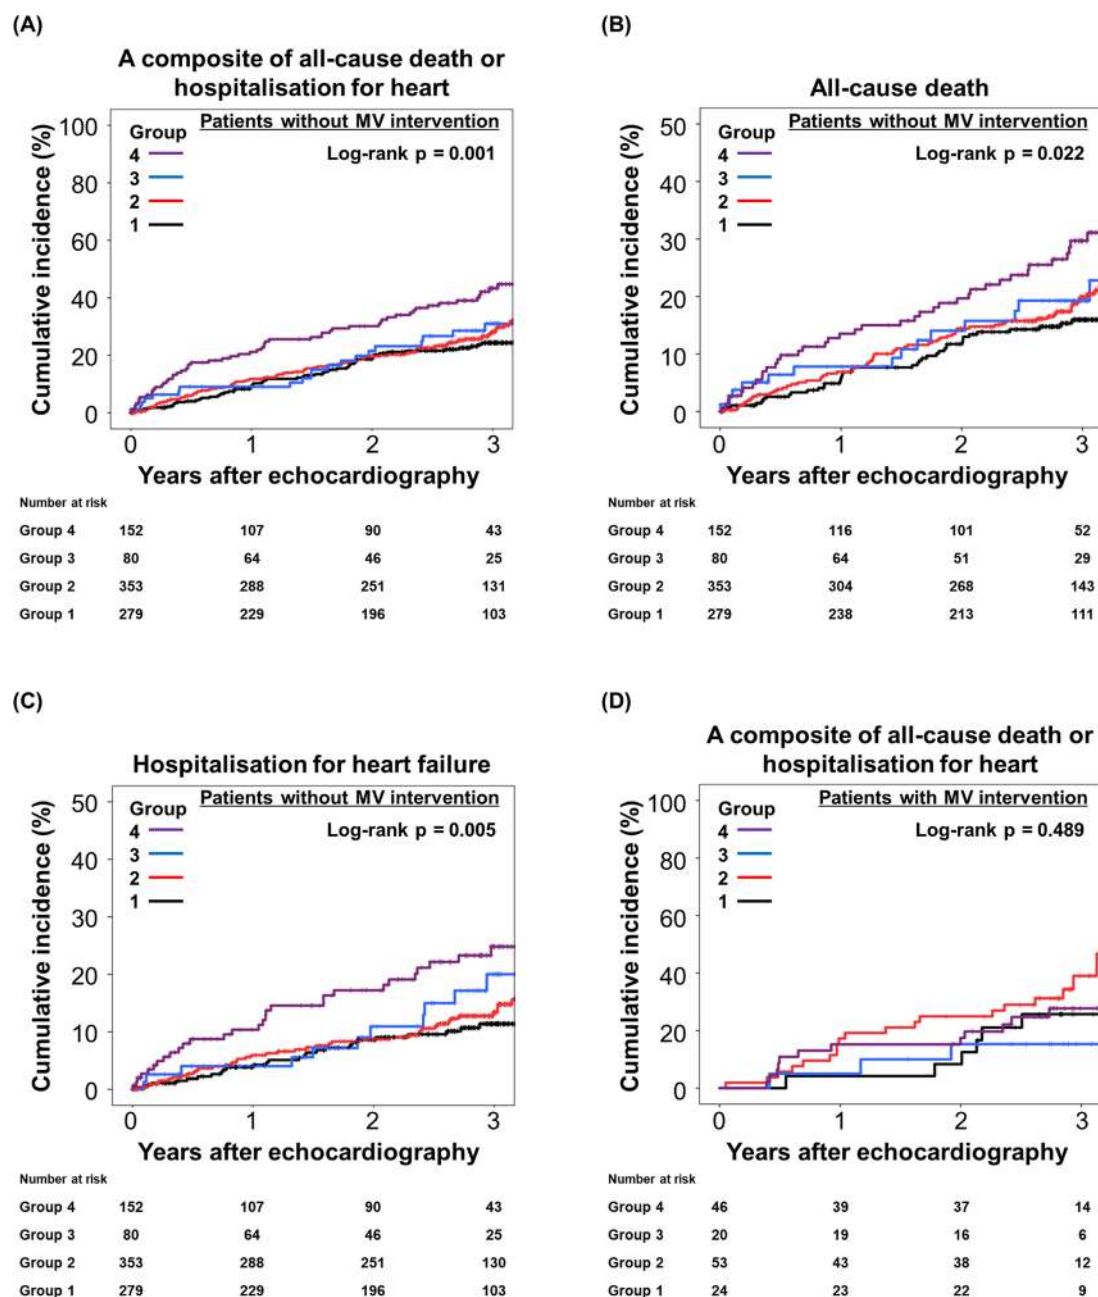 (A)
A composite of all-cause death or
hospitalisation for heart
Patients without MV intervention
Log-rank p = 0.001
Group
4
3
2
1
Cumulative incidence (%)
100
80
60
40
20
0
0 1 2 3
Years after echocardiography
Number at risk
Group 4 152 107 90 43
Group 3 80 64 46 25
Group 2 353 288 251 131
Group 1 279 229 196 103
(B)
All-cause death
Patients without MV intervention
Log-rank p = 0.022
Group
4
3
2
1
Cumulative incidence (%)
50
40
30
20
10
0
0 1 2 3
Years after echocardiography
Number at risk
Group 4 152 116 101 52
Group 3 80 64 51 29
Group 2 353 304 268 143
Group 1 279 238 213 111
(C)
Hospitalisation for heart failure
Patients without MV intervention
Log-rank p = 0.005
Group
4
3
2
1
Cumulative incidence (%)
50
40
30
20
10
0
0 1 2 3
Years after echocardiography
Number at risk
Group 4 152 107 90 43
Group 3 80 64 46 25
Group 2 353 288 251 130
Group 1 279 229 196 103
(D)
A composite of all-cause death or
hospitalisation for heart
Patients with MV intervention
Log-rank p = 0.489
Group
4
3
2
1
Cumulative incidence (%)
100
80
60
40
20
0
0 1 2 3
Years after echocardiography
Number at risk
Group 4 46 39 37 14
Group 3 20 19 16 6
Group 2 53 43 38 12
Group 1 24 23 22 9